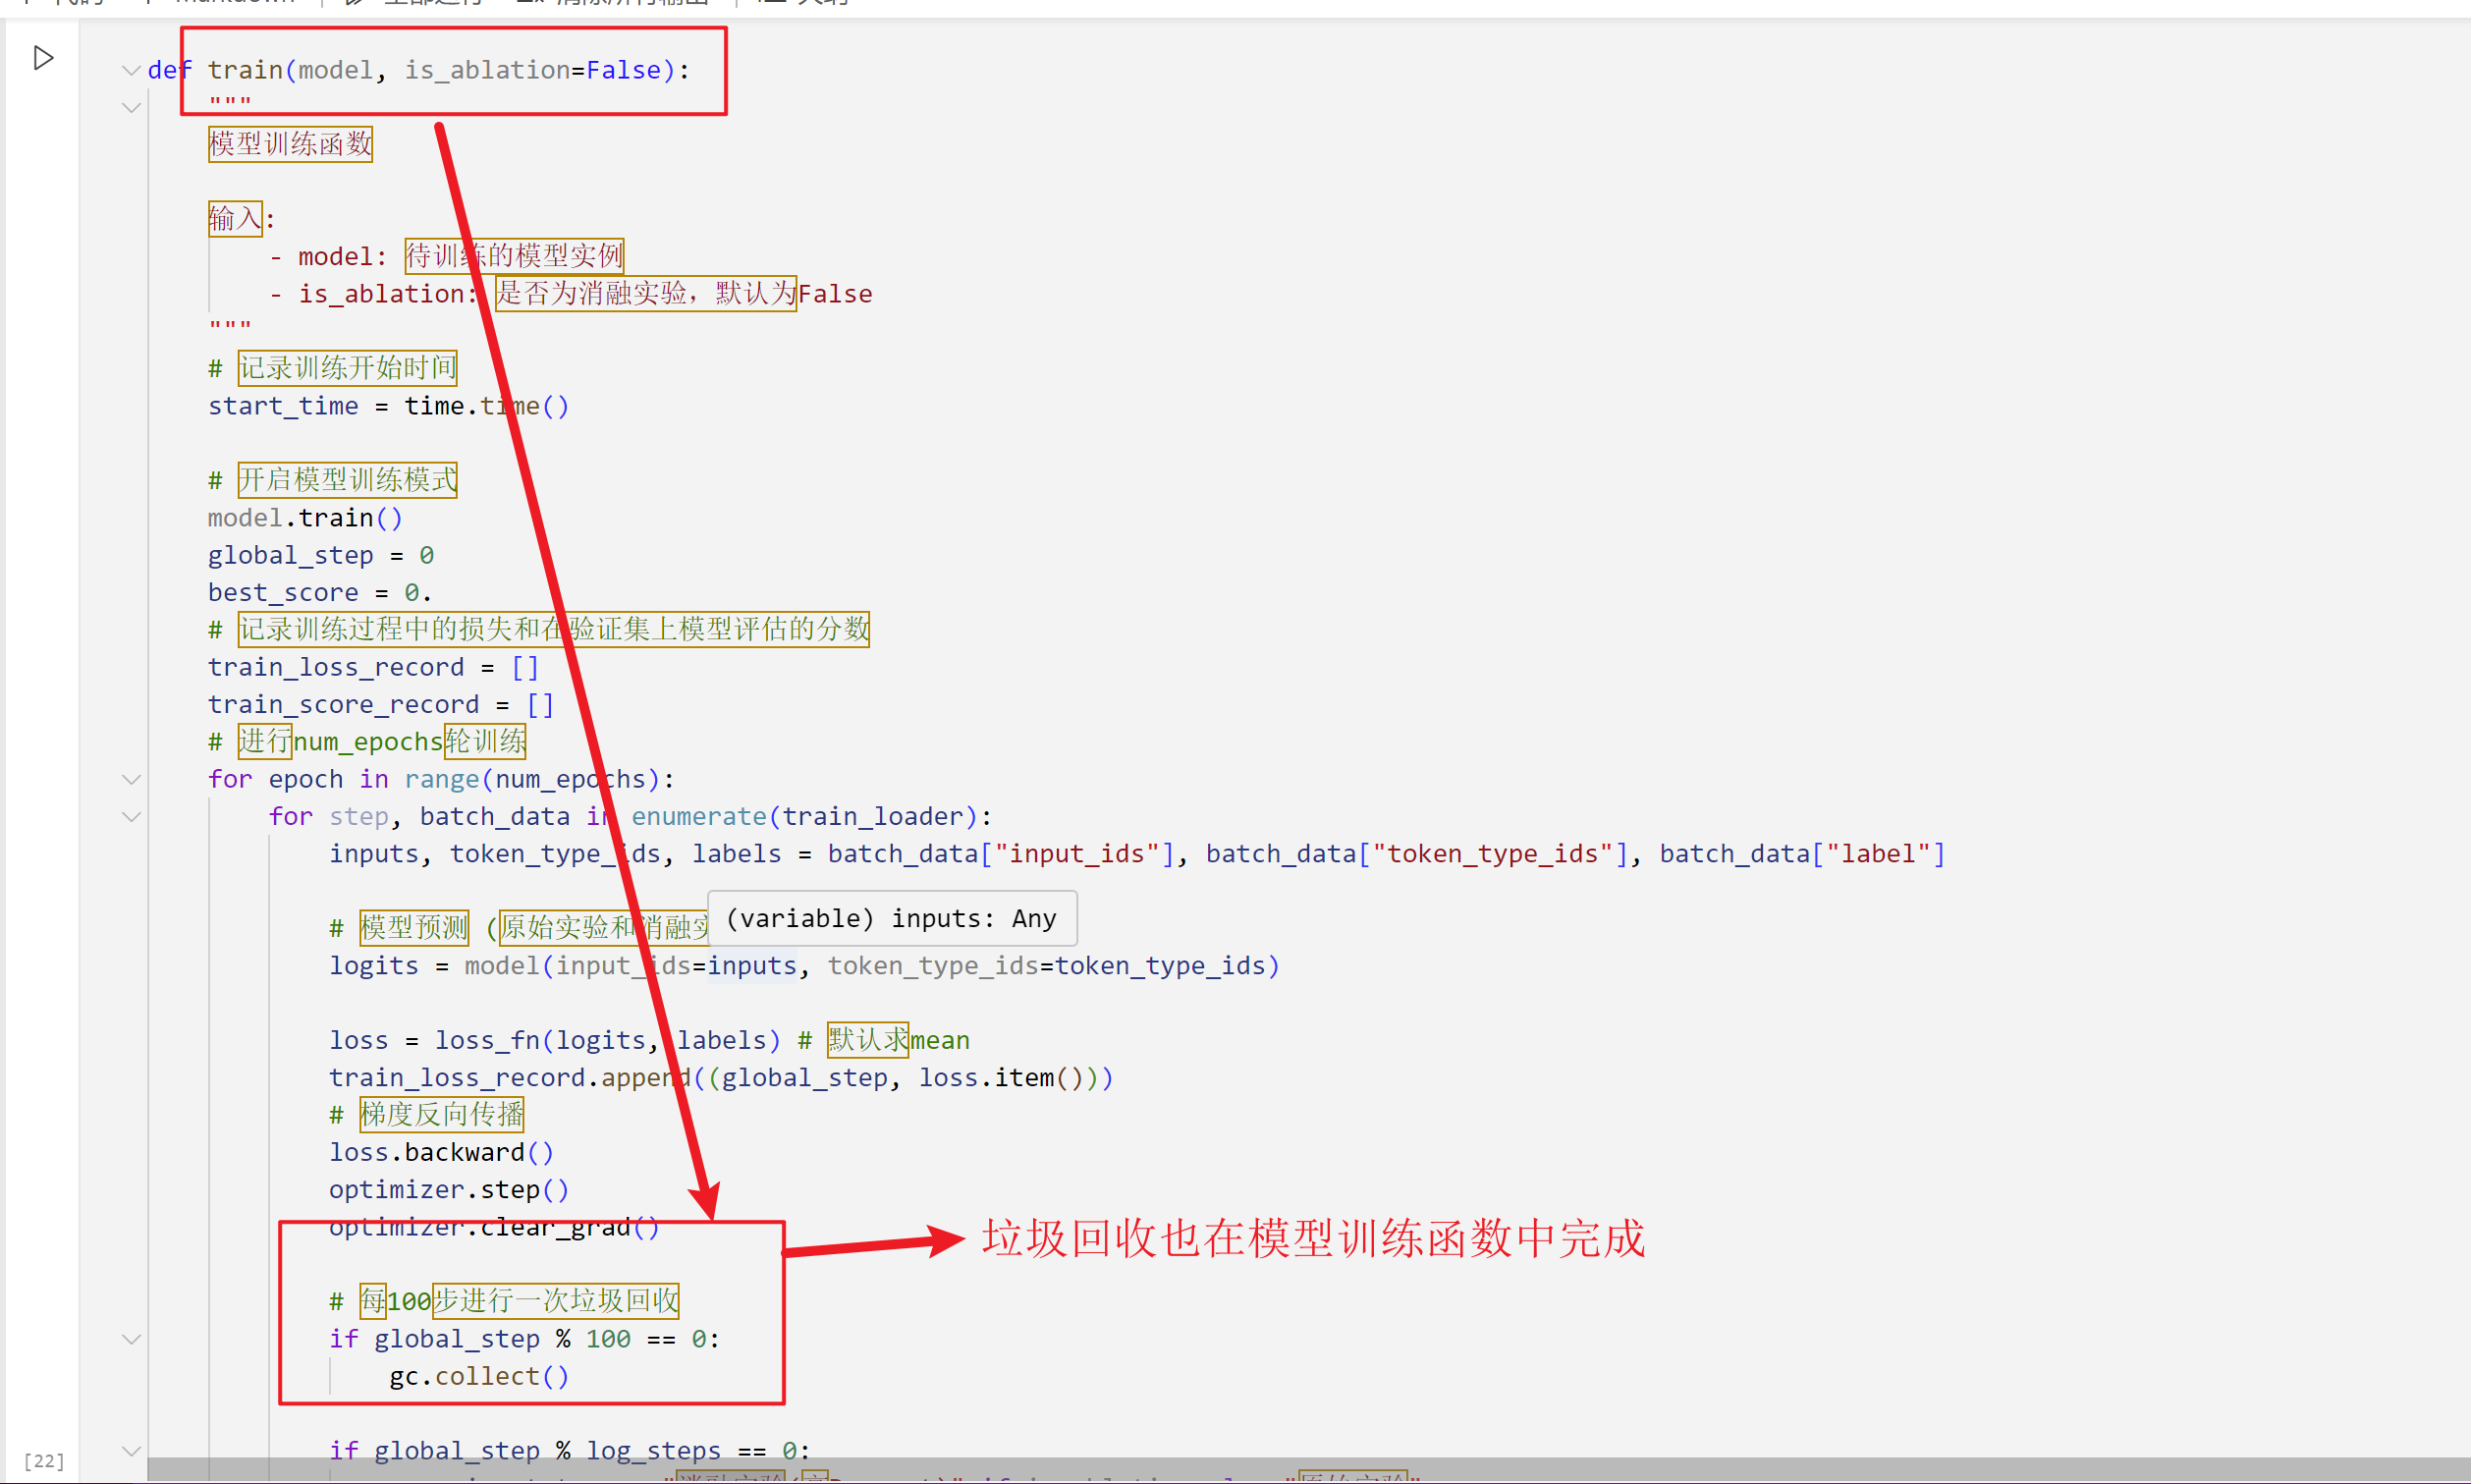 def train(model, is_ablation=False):
"""
模型训练函数
输入:
- model: 待训练的模型实例
- is_ablation: 是否为消融实验，默认为False
"""
# 记录训练开始时间
start_time = time.time()
# 开启模型训练模式
model.train()
global_step = 0
best_score = 0.
# 记录训练过程中的损失和在验证集上模型评估的分数
train_loss_record = []
train_score_record = []
# 进行num_epochs轮训练
for epoch in range(num_epochs):
for step, batch_data in enumerate(train_loader):
inputs, token_type_ids, labels = batch_data["input_ids"], batch_data["token_type_ids"], batch_data["label"]
# 模型预测 (原始实验和消融实
(variable) inputs: Any
logits = model(input_ids=inputs, token_type_ids=token_type_ids)
loss = loss_fn(logits, labels) # 默认求mean
train_loss_record.append((global_step, loss.item()))
# 梯度反向传播
loss.backward()
optimizer.step()
optimizer.clear_grad()
垃圾回收也在模型训练函数中完成
# 每100步进行一次垃圾回收
if global_step % 100 == 0:
gc.collect()
if global_step % log_steps == 0:
[22]